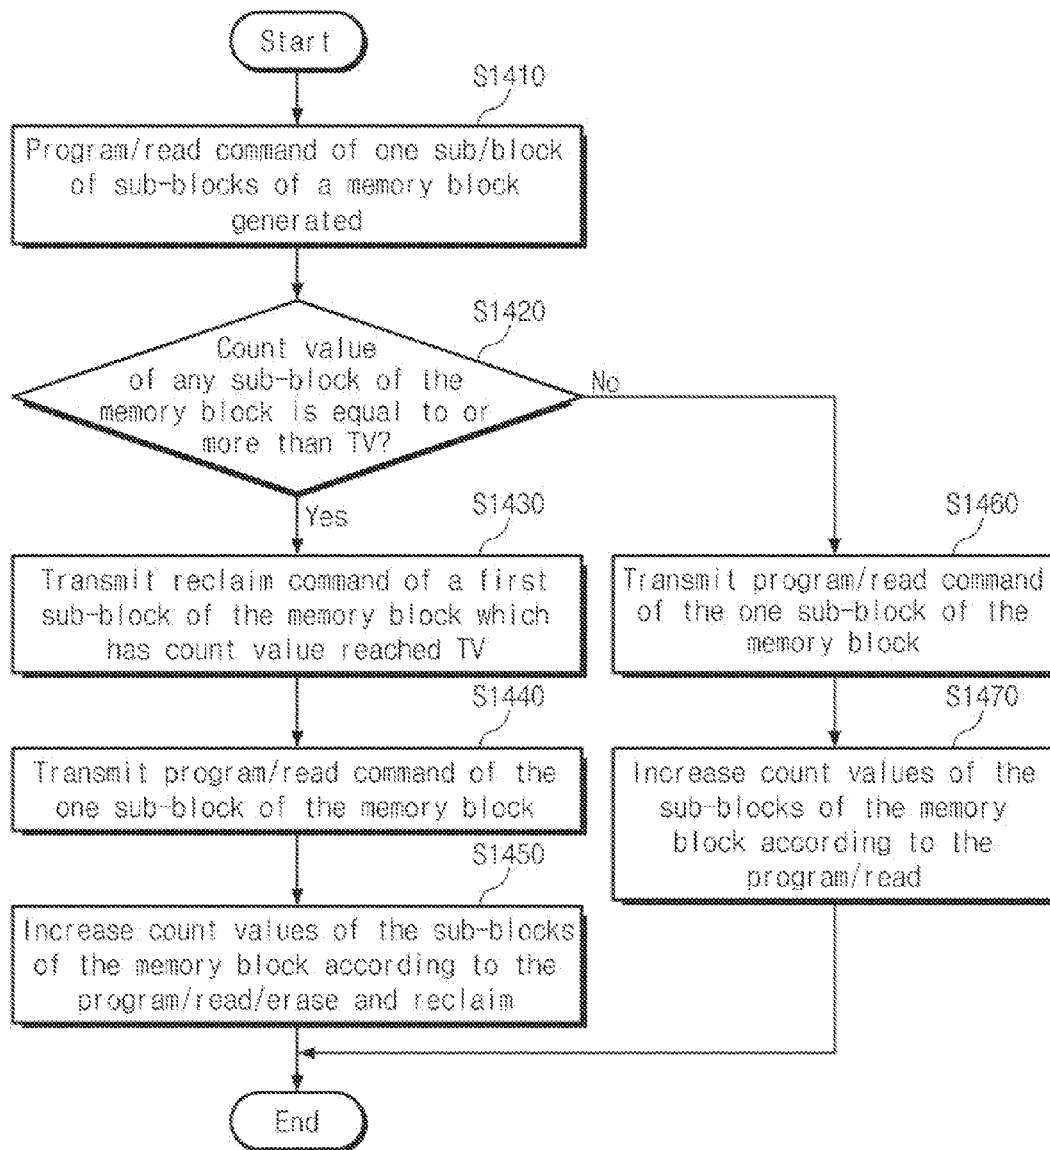 Start
S1410
Program/read command of one sub/block
of sub-blocks of a memory block
generated
S1420
Count value
of any sub-block of the
memory block is equal to or
more than TV?
No
Yes
S1430
Transmit reclaim command of a first
sub-block of the memory block which
has count value reached TV
S1460
Transmit program/read command
of the one sub-block of the
memory block
S1440
Transmit program/read command of the
one sub-block of the memory block
S1470
Increase count values of the
sub-blocks of the memory
block according to the
program/read
S1450
Increase count values of the sub-blocks
of the memory block according to the
program/read/erase and reclaim
End